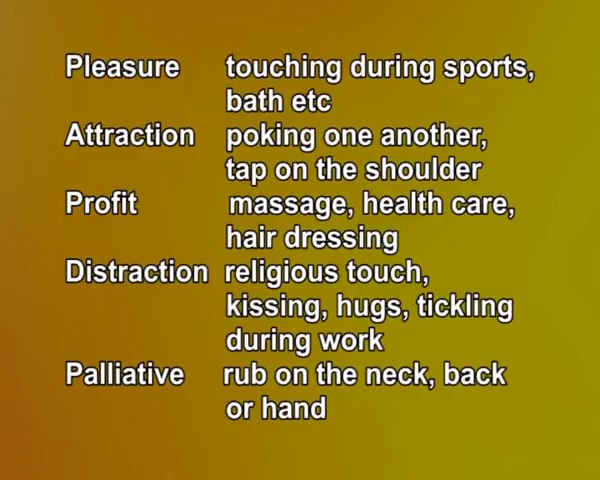 Pleasure touching during sports,
bath etc
Attraction poking one another,
tap on the shoulder
Profit massage, health care,
hair dressing
Distraction religious touch,
kissing, hugs, tickling
during work
Palliative rub on the neck, back
or hand